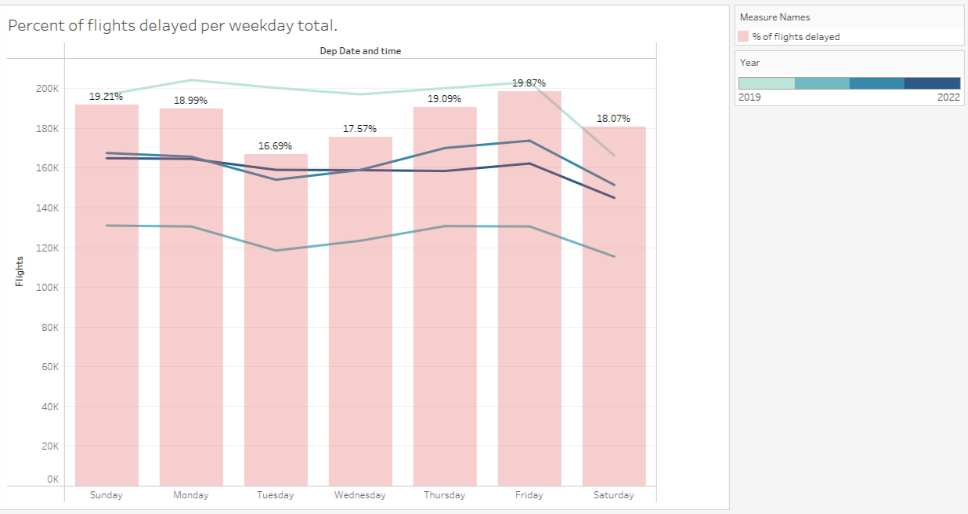 Percent of flights delayed per weekday total.
Dep Date and time
Flights
200K
180K
160K
140K
120K
100K
80K
60K
40K
20K
0K
19.21%
18.99%
16.69%
17.57%
19.09%
19.87%
18.07%
Sunday
Monday
Tuesday
Wednesday
Thursday
Friday
Saturday
Measure Names
% of flights delayed
Year
2019
2022